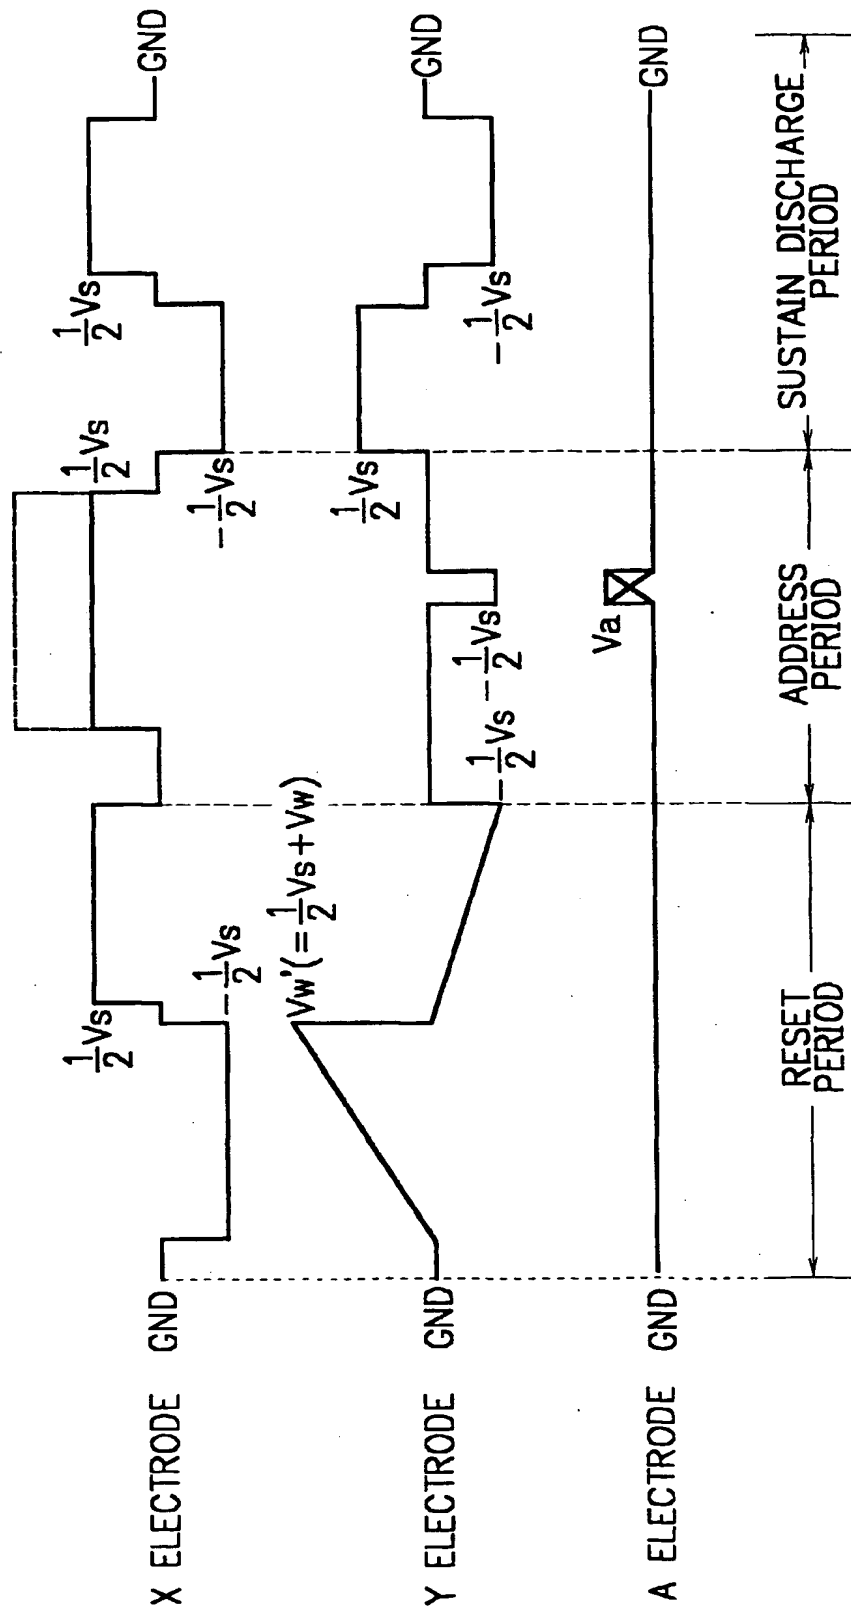 X ELECTRODE GND
-1/2Vs
1/2Vs
1/2Vs
-1/2Vs
1/2Vs
GND
Y ELECTRODE GND
Vw'(=1/2Vs+Vw)
-1/2Vs
-1/2Vs
1/2Vs
-1/2Vs
GND
A ELECTRODE GND
Va
GND
RESET
PERIOD
ADDRESS
PERIOD
SUSTAIN DISCHARGE
PERIOD